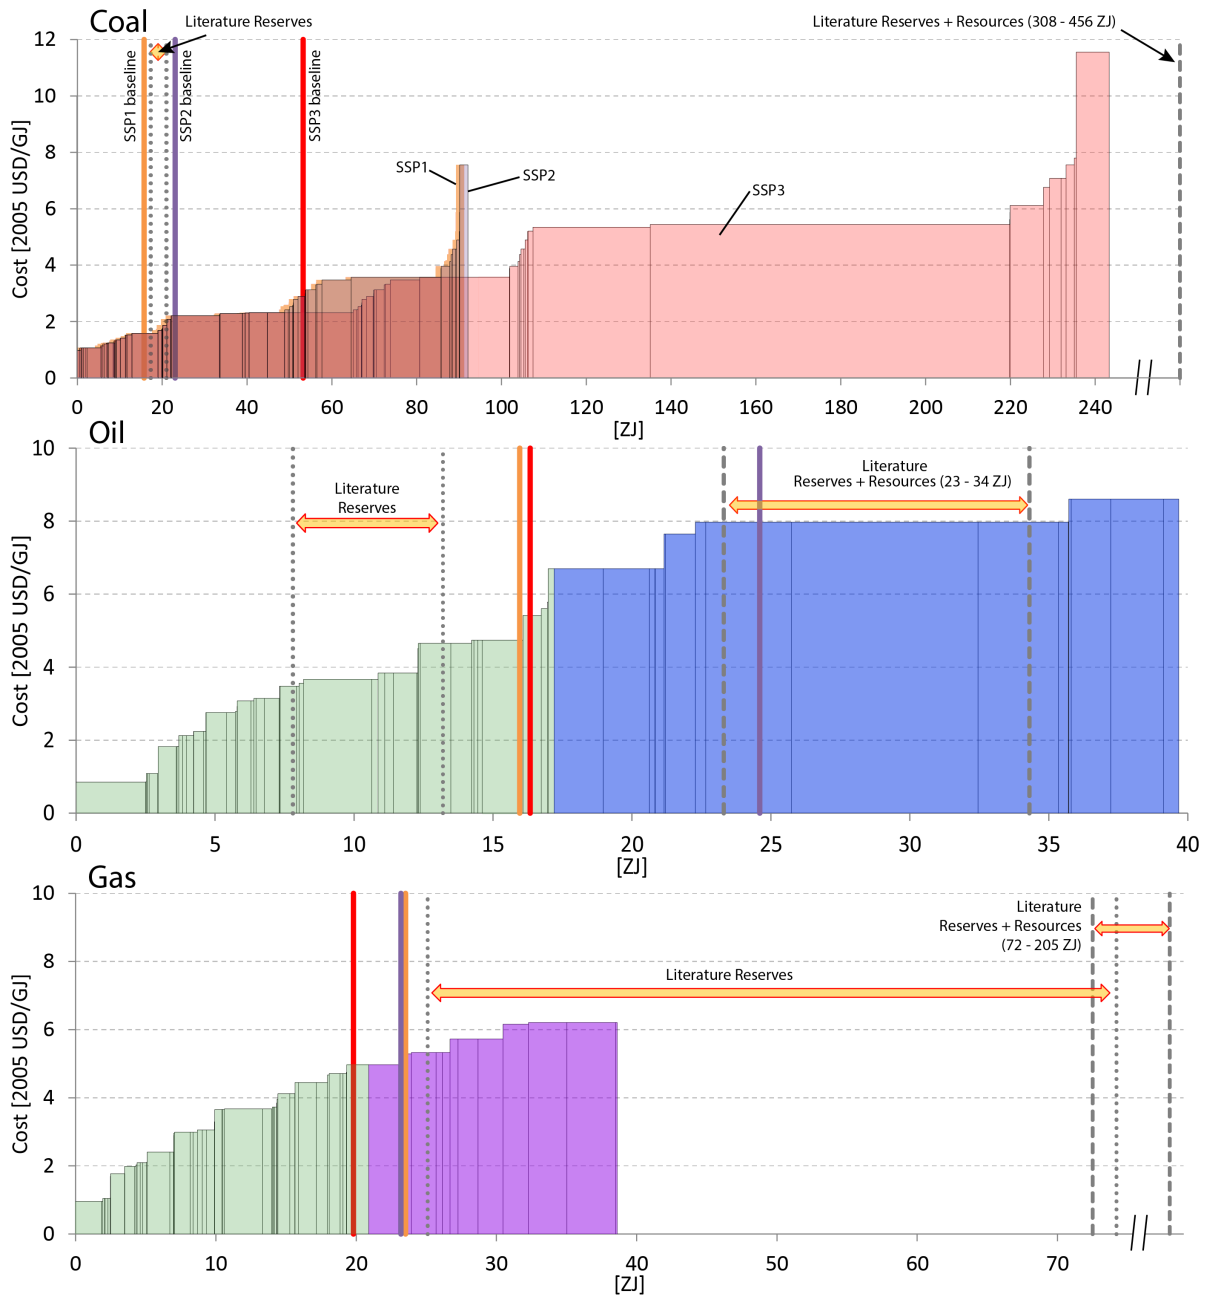 Coal
Literature Reserves
Literature Reserves + Resources (308 - 456 ZJ)
Cost [2005 USD/GJ]
12
10
8
6
4
2
0
SSP1 baseline
SSP2 baseline
SSP3 baseline
SSP1
SSP2
SSP3
0 20 40 60 80 100 120 140 160 180 200 220 240
[ZJ]
Oil
Cost [2005 USD/GJ]
10
8
6
4
2
0
Literature
Reserves
Literature
Reserves + Resources (23 - 34 ZJ)
0 5 10 15 20 25 30 35 40
[ZJ]
Gas
Cost [2005 USD/GJ]
10
8
6
4
2
0
Literature
Reserves + Resources
(72 - 205 ZJ)
Literature Reserves
0 10 20 30 40 50 60 70
[ZJ]